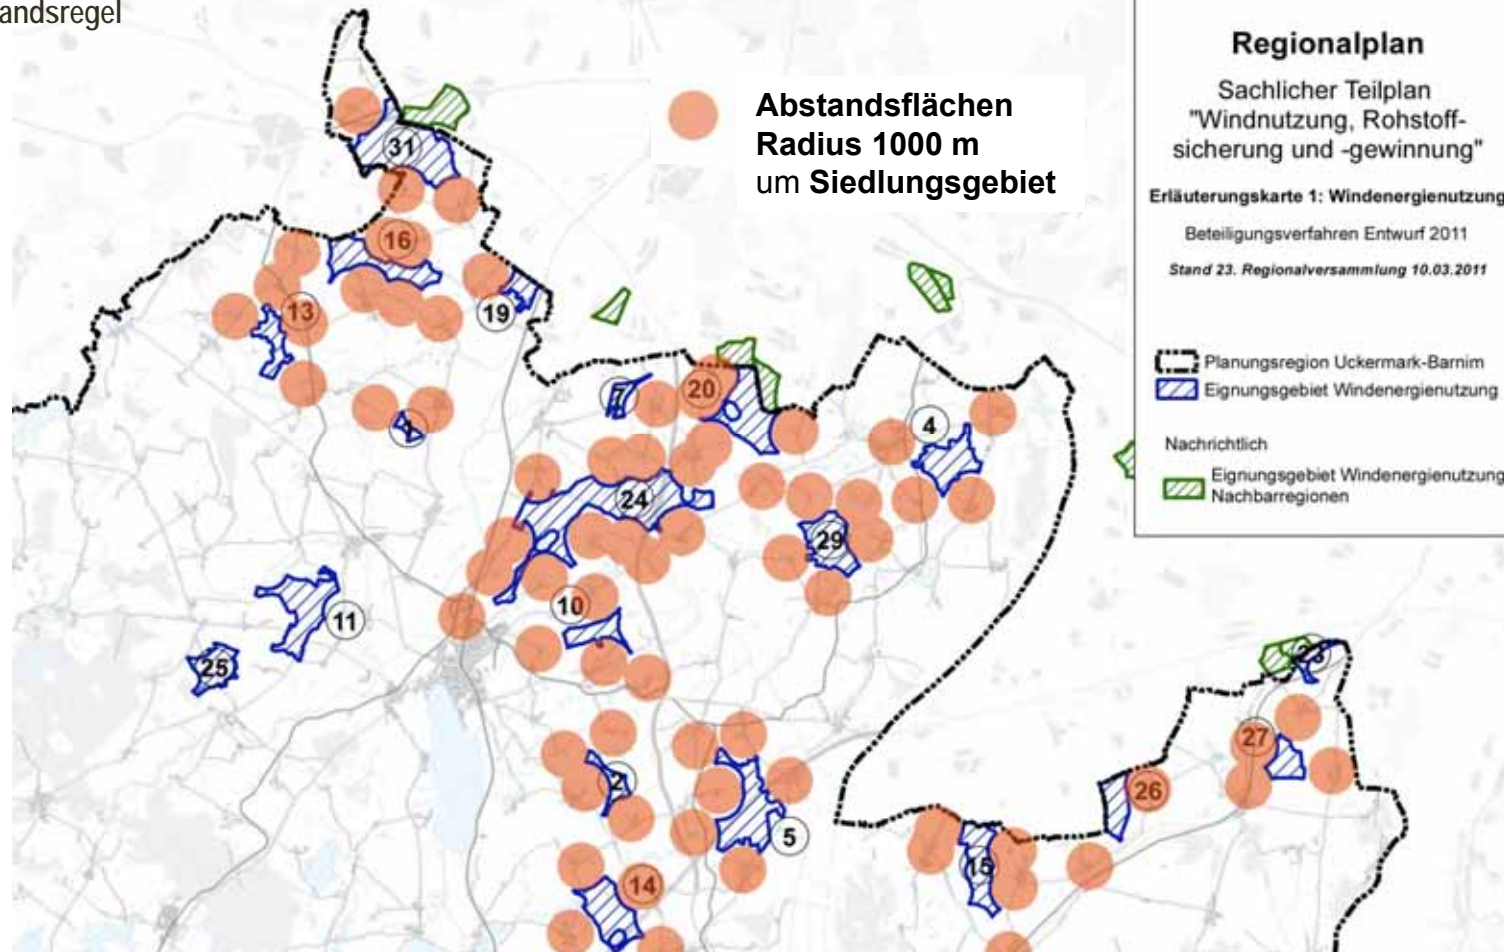 andsregel
Abstandsflächen
Radius 1000 m
um Siedlungsgebiet
Regionalplan
Sachlicher Teilplan
"Windnutzung, Rohstoff-
sicherung und -gewinnung"
Erläuterungskarte 1: Windenergienutzung
Beteiligungsverfahren Entwurf 2011
Stand 23. Regionalversammlung 10.03.2011
Planungsregion Uckermark-Barnim
Eignungsgebiet Windenergienutzung
Nachrichtlich
Eignungsgebiet Windenergienutzung
Nachbarregionen
31
16
13
19
7
20
4
24
29
10
11
25
27
2
26
5
15
14